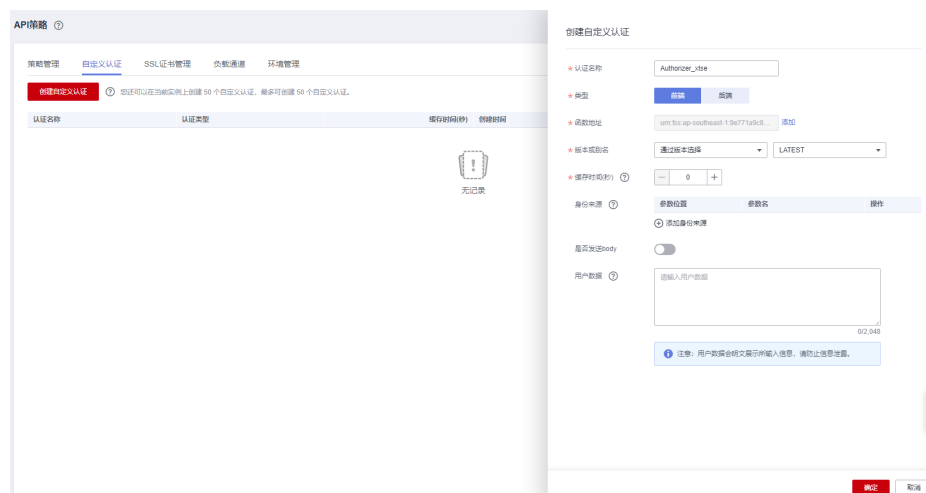 API策略
策略管理 自定义认证 SSL证书管理 负载通道 环境管理
创建自定义认证 您还可以在当前实例上创建 50 个自定义认证。最多可创建 50 个自定义认证。
认证名称 认证类型 缓存时间(秒) 创建时间
无记录
创建自定义认证
* 认证名称 Authorizer_xtse
* 类型 前端 后端
* 函数地址 urn:fss:ap-southeast-1:9e771a9c8... 添加
* 版本或别名 通过版本选择 LATEST
* 缓存时间(秒) 0
身份来源 参数位置 参数名 操作
添加身份来源
是否发送body
用户数据 请输入用户数据
0/2,048
注意：用户数据会明文展示所输入信息，请防止信息泄露。
确定 取消